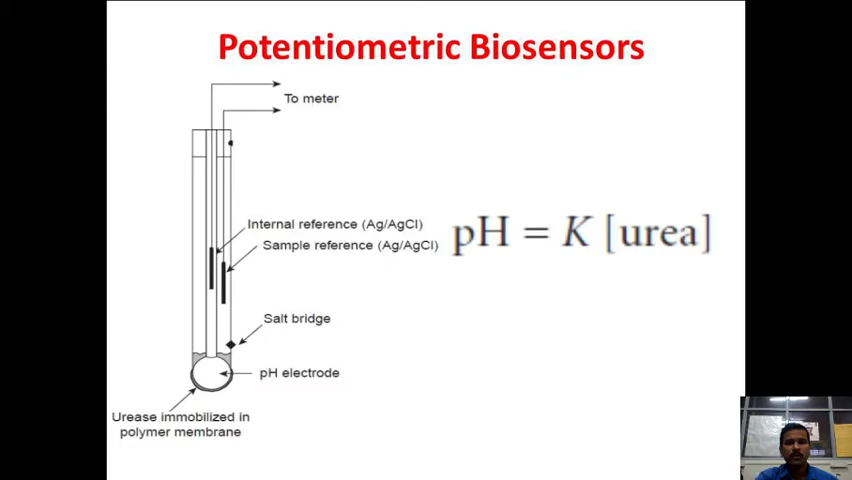 Potentiometric Biosensors
To meter
Internal reference (Ag/AgCl)
Sample reference (Ag/AgCl)
pH = K [urea]
Salt bridge
pH electrode
Urease immobilized in
polymer membrane